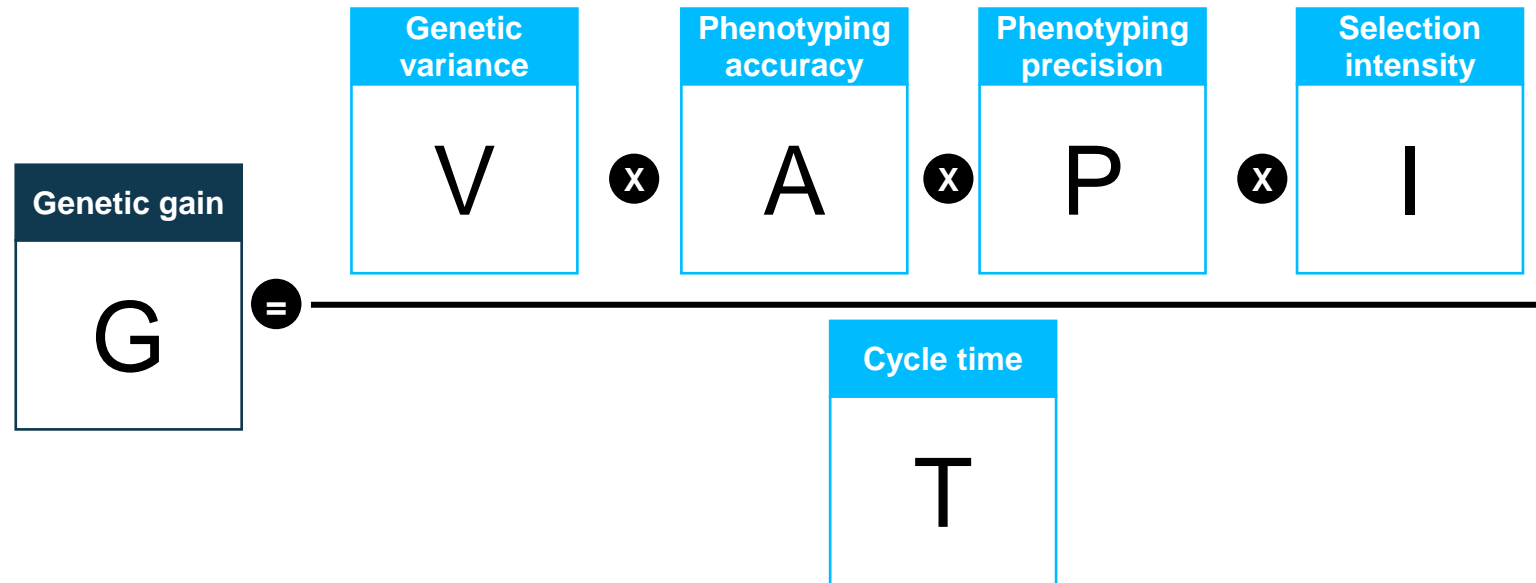 Genetic gain
G
=
Genetic
variance
V
X
Phenotyping
accuracy
A
X
Phenotyping
precision
P
X
Selection
intensity
I
Cycle time
T